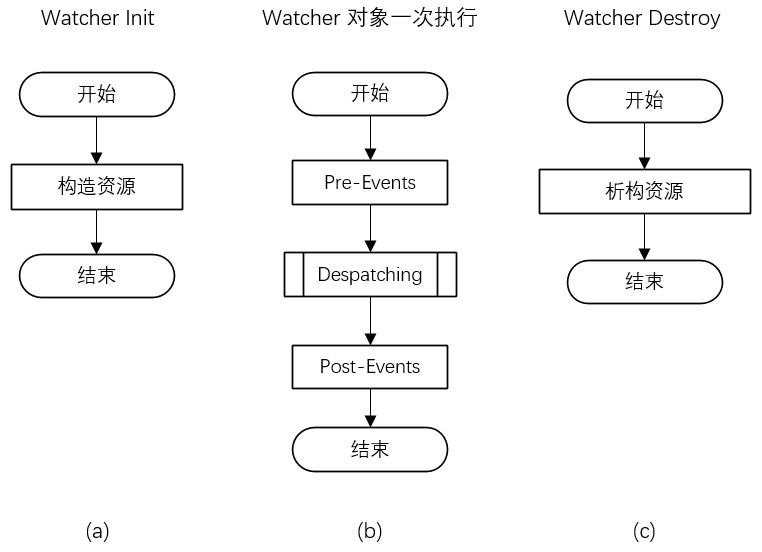 Watcher Init
开始
构造资源
结束
(a)
Watcher 对象一次执行
开始
Pre-Events
Despatching
Post-Events
结束
(b)
Watcher Destroy
开始
析构资源
结束
(c)